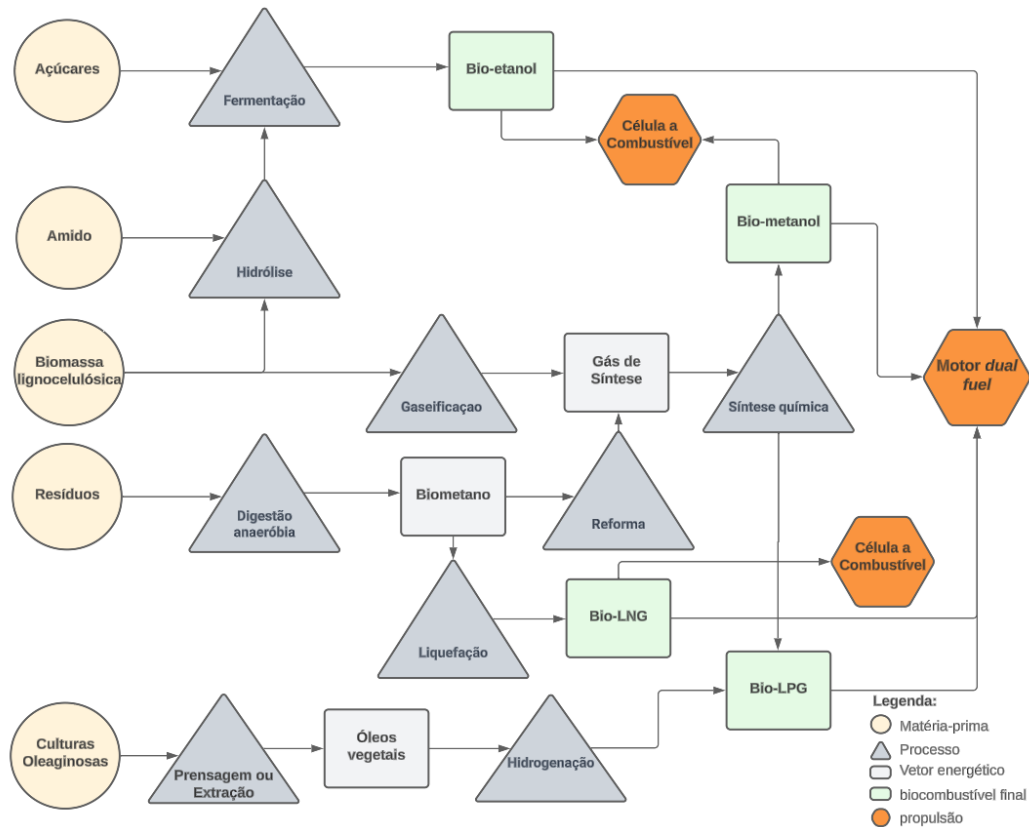 Açúcares
Fermentação
Bio-etanol
Célula a
Combustível
Amido
Hidrólise
Bio-metanol
Biomassa
lignocelulósica
Gaseificaçao
Gás de
Síntese
Síntese química
Motor dual
fuel
Resíduos
Digestão
anaeróbia
Biometano
Reforma
Célula a
Combustível
Liquefação
Bio-LNG
Bio-LPG
Culturas
Oleaginosas
Prensagem ou
Extração
Óleos
vegetais
Hidrogenação
Legenda:
Matéria-prima
Processo
Vetor energético
biocombustível final
propulsão